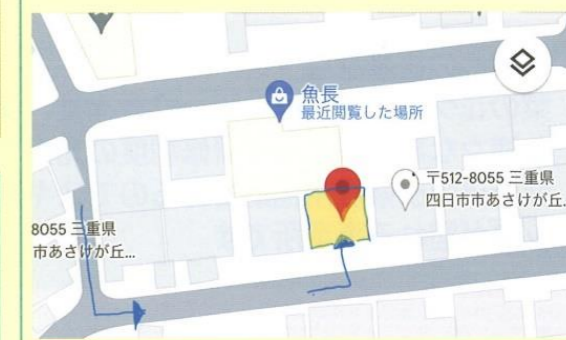 魚長
最近閲覧した場所
〒512-8055 三重県
四日市市あさけが丘...
8055 三重県
市あさけが丘...